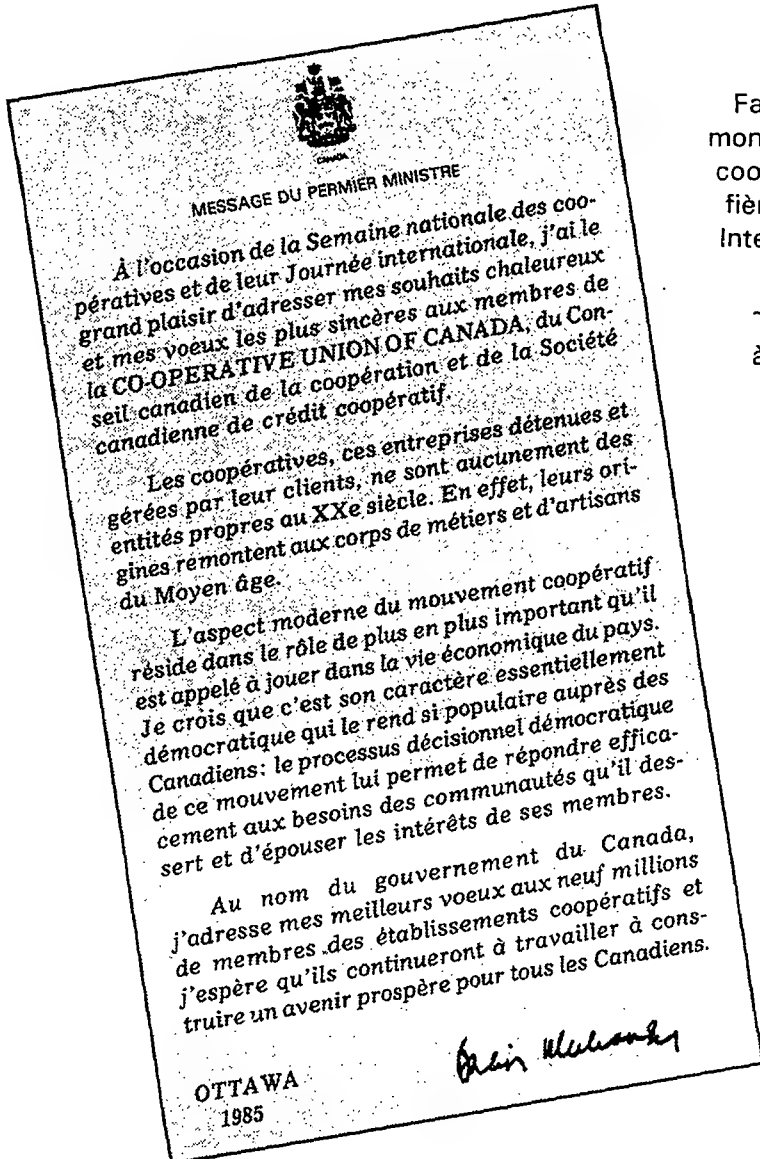 CANADA
MESSAGE DU PERMIER MINISTRE
À l'occasion de la Semaine nationale des coo-
pératives et de leur Journée internationale, j'ai le
grand plaisir d'adresser mes souhaits chaleureux
et mes voeux les plus sincères aux membres de
la CO-OPERATIVE UNION OF CANADA, du Con-
seil canadien de la coopération et de la Société
canadienne de crédit coopératif.
Les coopératives, ces entreprises détenues et
gérées par leur clients, ne sont aucunement des
entités propres au XXe siècle. En effet, leurs ori-
gines remontent aux corps de métiers et d'artisans
du Moyen âge.
L'aspect moderne du mouvement coopératif
réside dans le rôle de plus en plus important qu'il
est appelé à jouer dans la vie économique du pays.
Je crois que c'est son caractère essentiellement
démocratique qui le rend si populaire auprès des
Canadiens: le processus décisionnel démocratique
de ce mouvement lui permet de répondre effica-
cement aux besoins des communautés qu'il des-
sert et d'épouser les intérêts de ses membres.
Au nom du gouvernement du Canada,
j'adresse mes meilleurs voeux aux neuf millions
de membres des établissements coopératifs et
j'espère qu'ils continueront à travailler à cons-
truire un avenir prospère pour tous les Canadiens.
OTTAWA
1985
Brian Mulroney
Fa
mon
coo
fièr
Inte
~
à